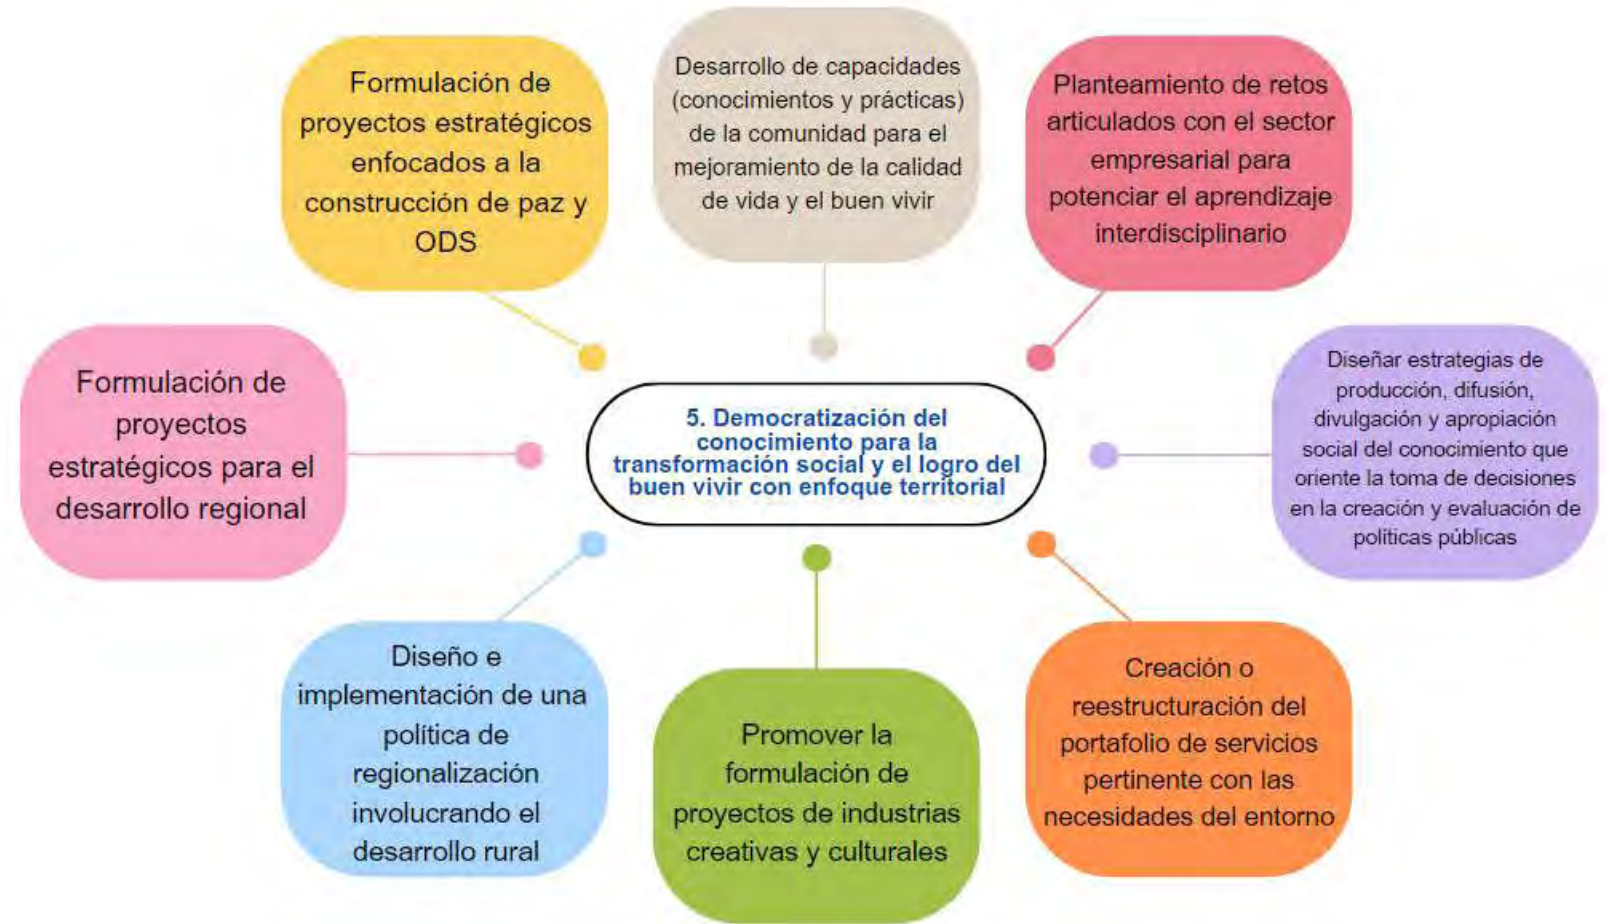 Formulación de
proyectos estratégicos
enfocados a la
construcción de paz y
ODS
Desarrollo de capacidades
(conocimientos y prácticas)
de la comunidad para el
mejoramiento de la calidad
de vida y el buen vivir
Planteamiento de retos
articulados con el sector
empresarial para
potenciar el aprendizaje
interdisciplinario
Formulación de
proyectos
estratégicos para el
desarrollo regional
5. Democratización del
conocimiento para la
transformación social y el logro del
buen vivir con enfoque territorial
Diseñar estrategias de
producción, difusión,
divulgación y apropiación
social del conocimiento que
oriente la toma de decisiones
en la creación y evaluación de
políticas públicas
Diseño e
implementación de una
política de
regionalización
involucrando el
desarrollo rural
Promover la
formulación de
proyectos de industrias
creativas y culturales
Creación o
reestructuración del
portafolio de servicios
pertinente con las
necesidades del entorno